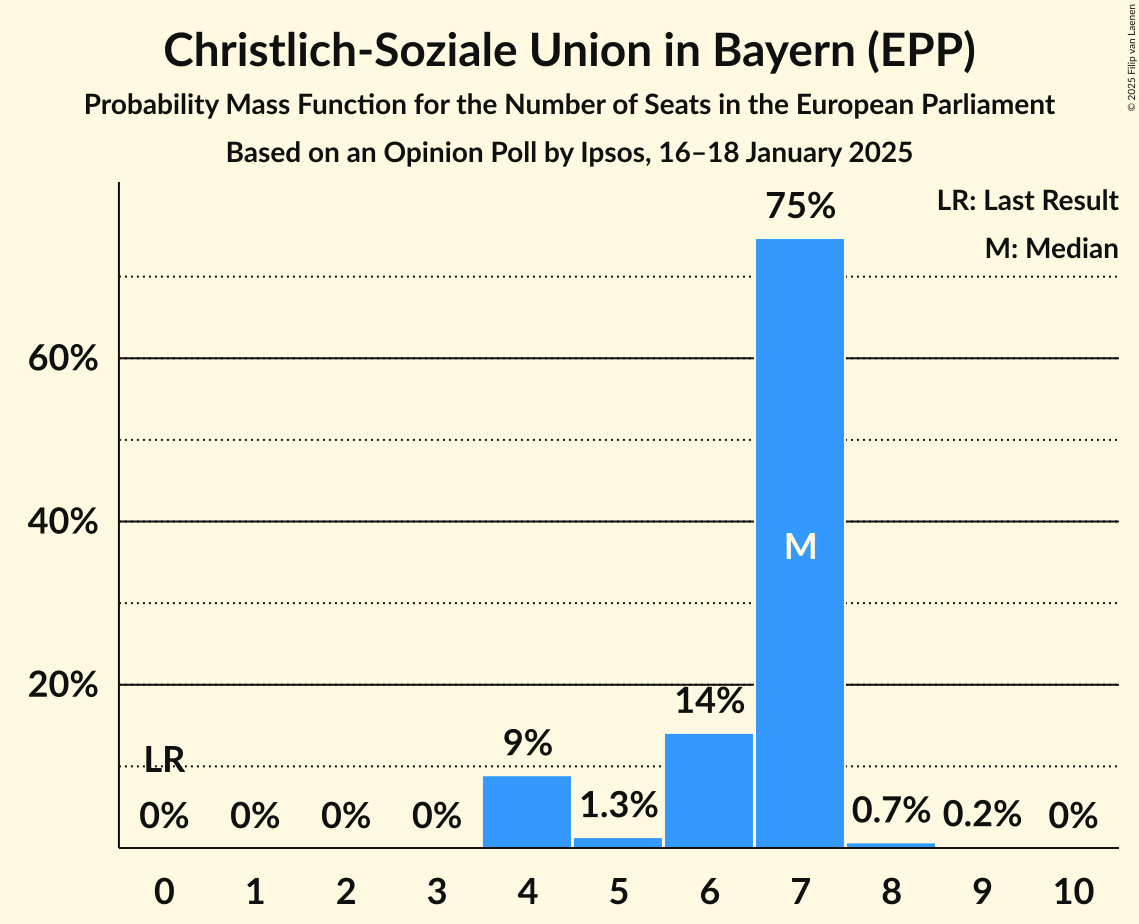 Christlich-Soziale Union in Bayern (EPP)
Probability Mass Function for the Number of Seats in the European Parliament
Based on an Opinion Poll by Ipsos, 16–18 January 2025
© 2025 Filip van Laenen
LR: Last Result
M: Median
75%
60%
40%
M
20%
14%
9%
LR
1.3%
0% 0% 0% 0% 0.7% 0.2% 0%
0 1 2 3 4 5 6 7 8 9 10